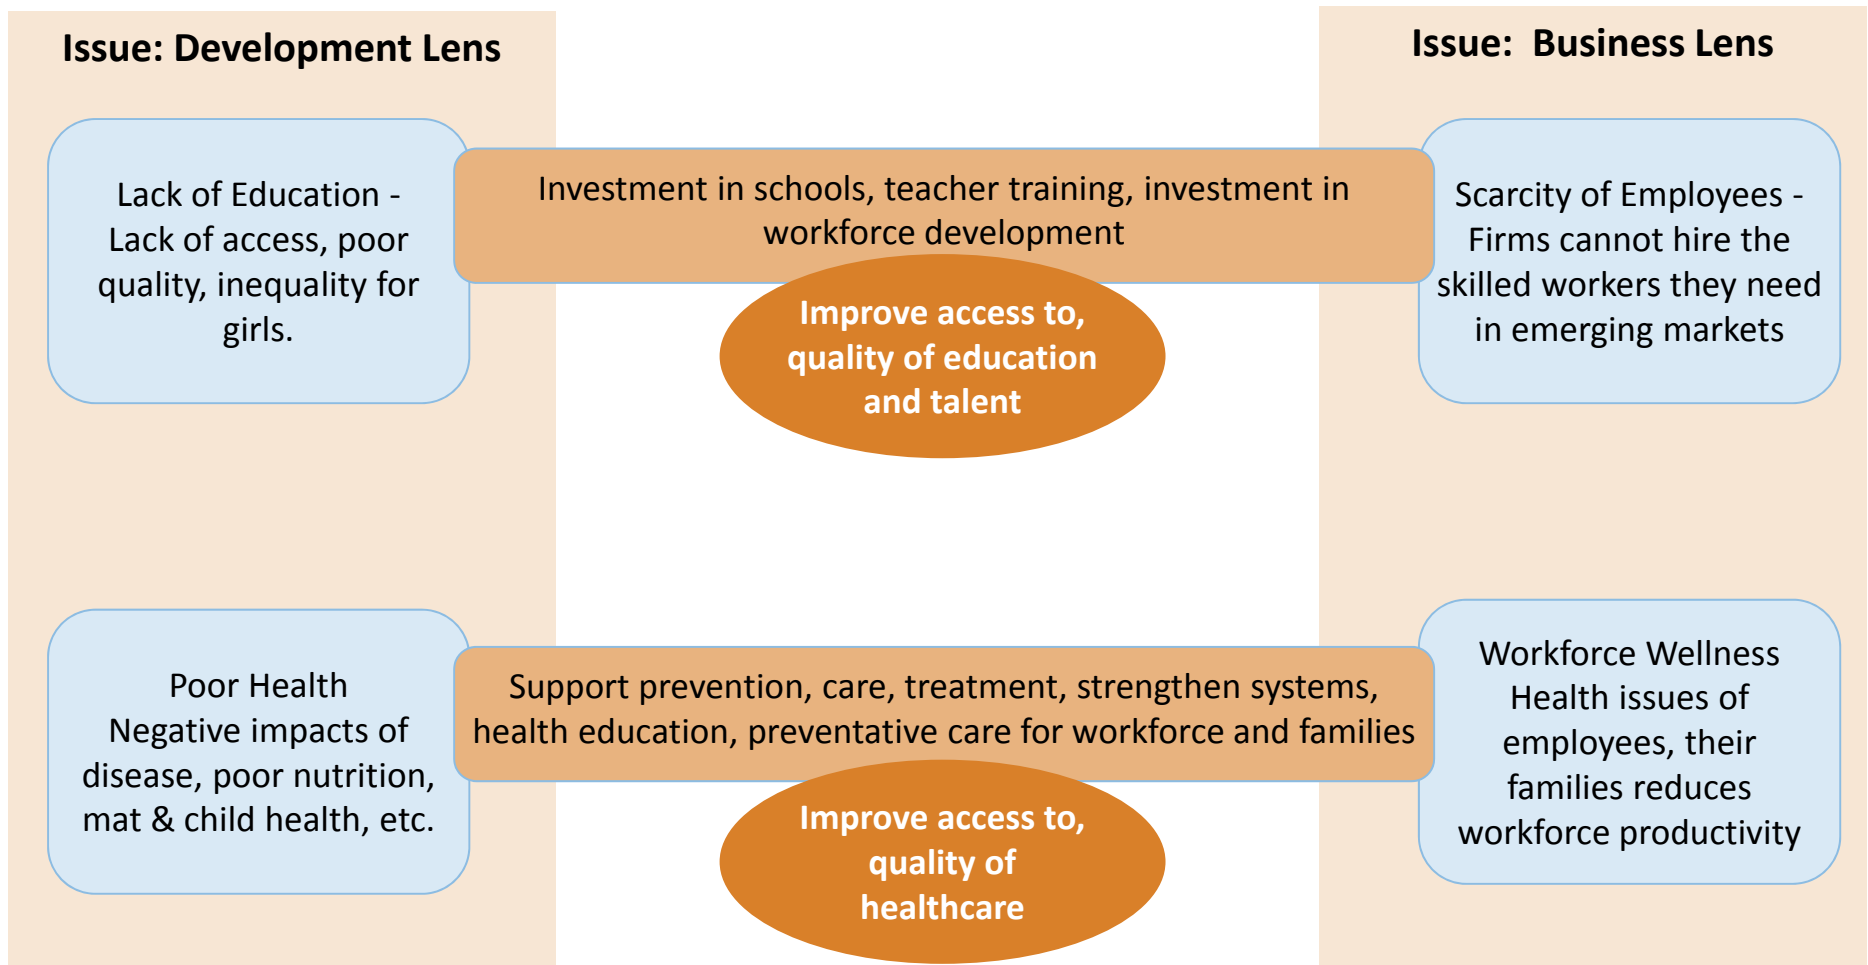 Issue: Development Lens
Issue:  Business Lens
Lack of Education -
Lack of access, poor
quality, inequality for
girls.
Investment in schools, teacher training, investment in
workforce development
Improve access to,
quality of education
and talent
Scarcity of Employees -
Firms cannot hire the
skilled workers they need
in emerging markets
Poor Health
Negative impacts of
disease, poor nutrition,
mat & child health, etc.
Support prevention, care, treatment, strengthen systems,
health education, preventative care for workforce and families
Improve access to,
quality of
healthcare
Workforce Wellness
Health issues of
employees, their
families reduces
workforce productivity